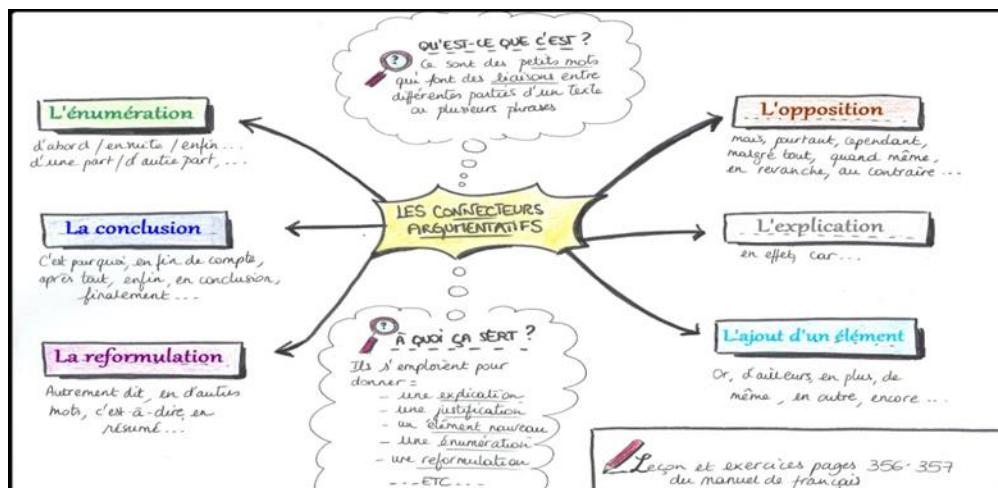 QU'EST-CE QUE C'EST ?
Ce sont des petits mots
qui font des liaisons entre
différentes parties d'un texte
ou plusieurs phrases
L'énumération
d'abord / ensuite / enfin ...
d'une part / d'autre part, ...
La conclusion
C'est pourquoi, en fin de compte,
après tout, enfin, en conclusion,
finalement ...
La reformulation
Autrement dit, en d'autres
mots, c'est-à-dire, en
résumé ...
LES CONNECTEURS
ARGUMENTATIFS
L'opposition
mais, pourtant, cependant,
malgré tout, quand même,
en revanche, au contraire ...
L'explication
en effet, car ...
L'ajout d'un élément
Or, d'ailleurs, en plus, de
même, en outre, encore ...
À QUOI ÇA SERT ?
Ils s'emploient pour
donner :
- une explication
- une justification
- un élément nouveau
- une énumération
- une reformulation
- - - ETC - - -
Leçon et exercices pages 356-357
du manuel de français